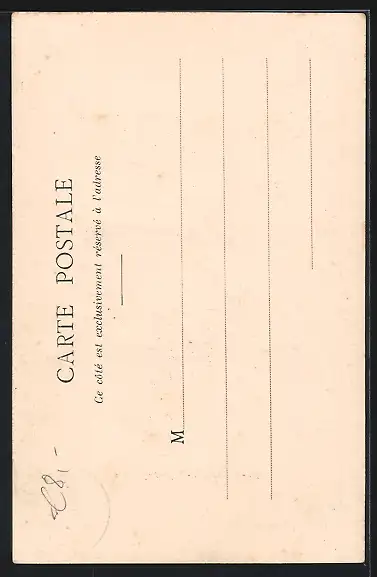 CARTE POSTALE
Ce côté est exclusivement réservé à l'adresse
M